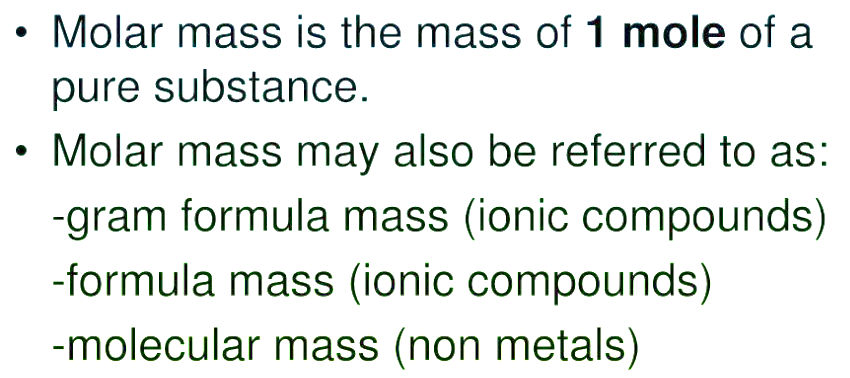 • Molar mass is the mass of 1 mole of a
pure substance.
• Molar mass may also be referred to as:
-gram formula mass (ionic compounds)
-formula mass (ionic compounds)
-molecular mass (non metals)